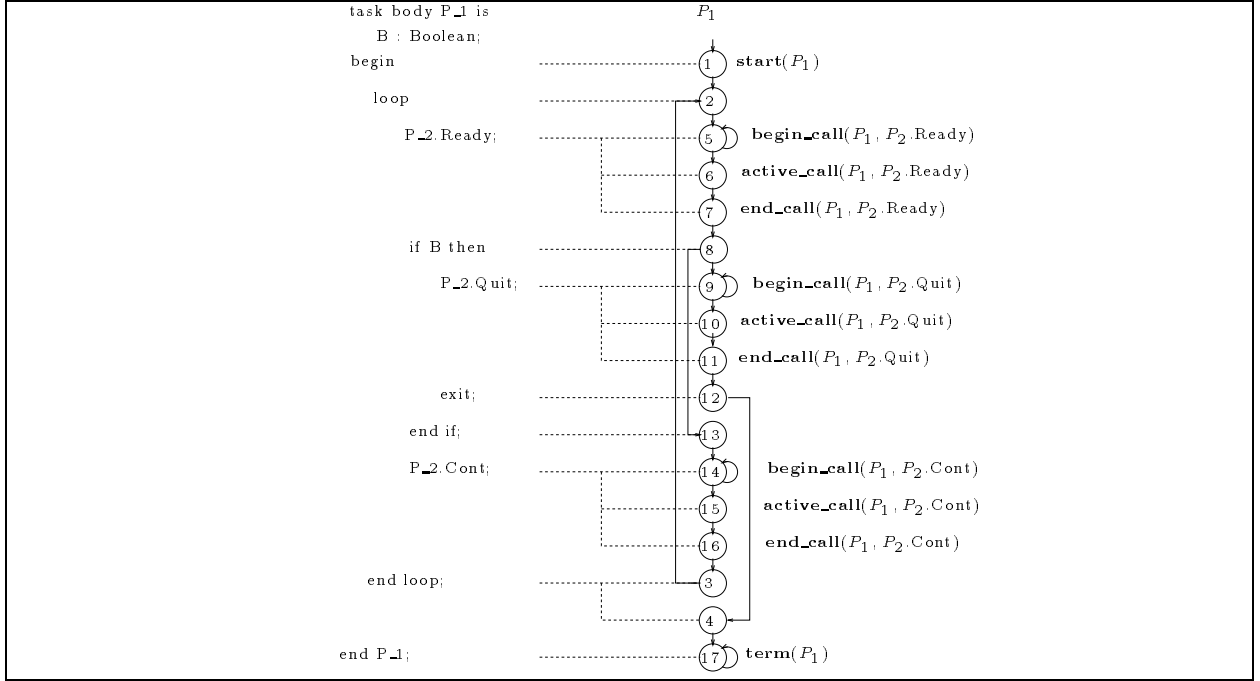 task body P_1 is P1
B : Boolean;
begin 1 start(P1)
loop 2
P_2.Ready; 5 begin_call(P1, P2.Ready)
6 active_call(P1, P2.Ready)
7 end_call(P1, P2.Ready)
if B then 8
P_2.Quit; 9 begin_call(P1, P2.Quit)
10 active_call(P1, P2.Quit)
11 end_call(P1, P2.Quit)
exit; 12
end if; 13
P_2.Cont; 14 begin_call(P1, P2.Cont)
15 active_call(P1, P2.Cont)
16 end_call(P1, P2.Cont)
end loop; 3
4
end P_1; 17 term(P1)